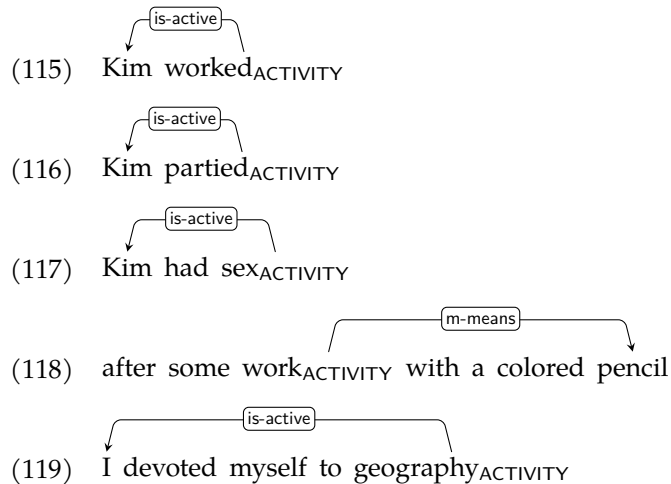 is-active
(115) Kim worked ACTIVITY
is-active
(116) Kim partied ACTIVITY
is-active
(117) Kim had sex ACTIVITY
m-means
(118) after some work ACTIVITY with a colored pencil
is-active
(119) I devoted myself to geography ACTIVITY